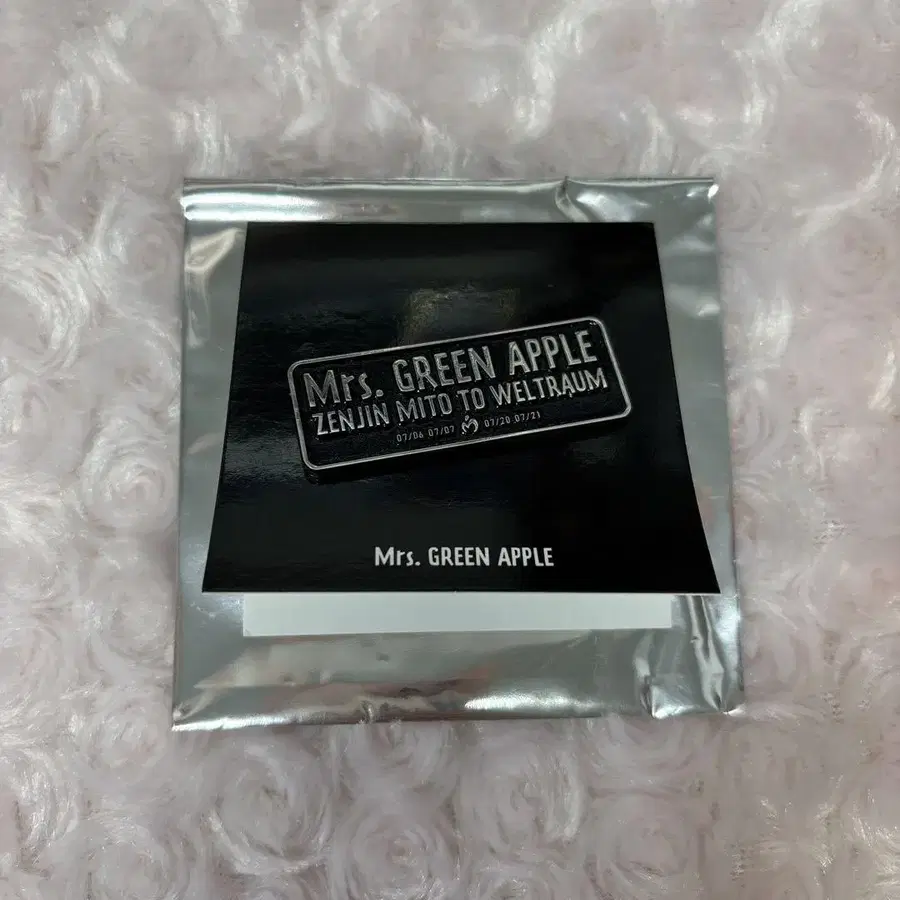 Mrs. GREEN APPLE
ZENJIN MITO TO WELTRAUM
07/06 07/07 07/20 07/21
Mrs. GREEN APPLE